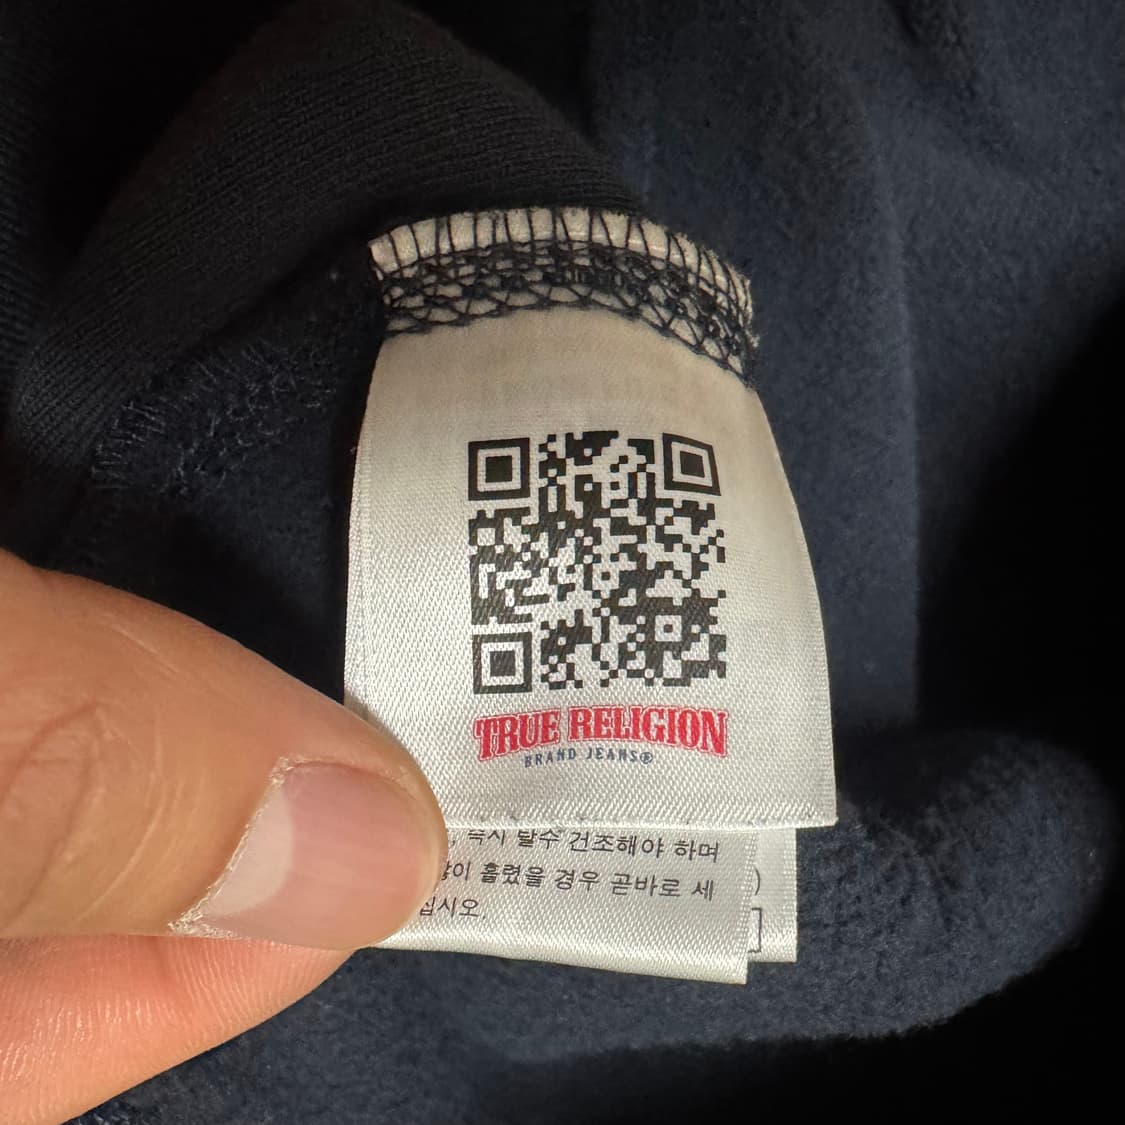 TRUE RELIGION
BRAND JEANS®
즉시 탈수 건조해야 하며
흘렸을 경우 곧바로 세
십시오.
)